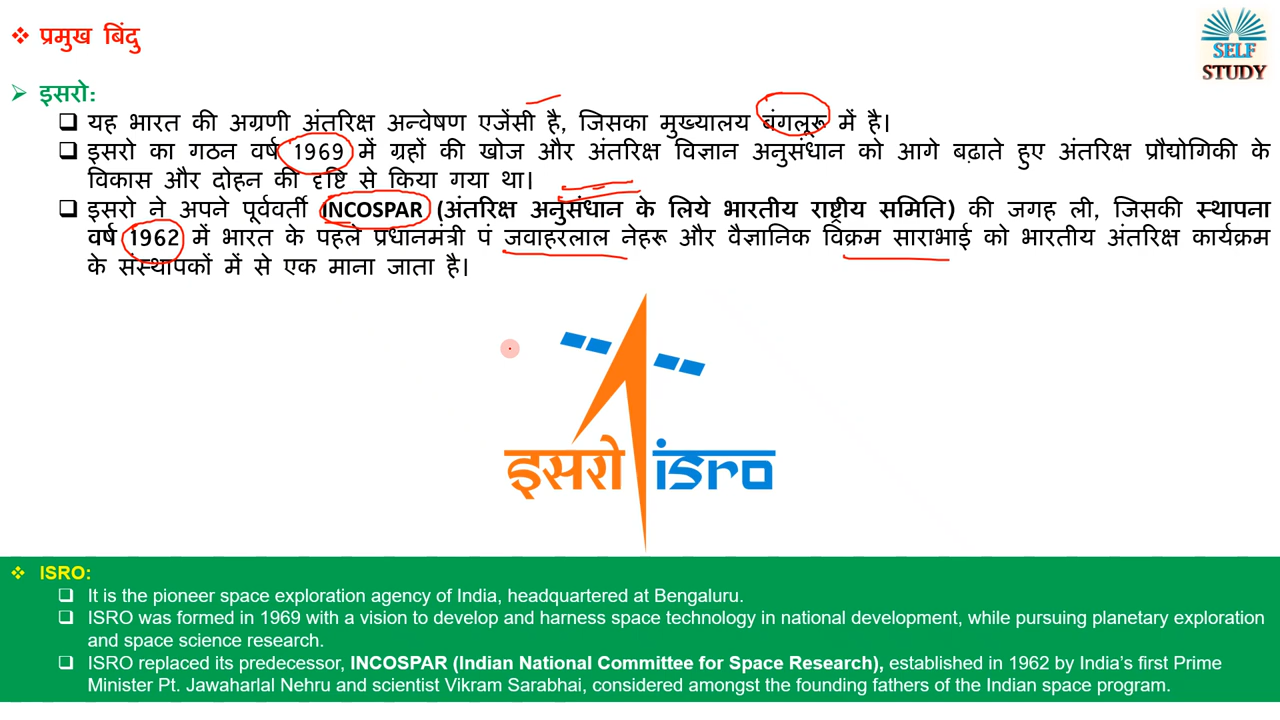 ❖ प्रमुख बिंदु
SELF
STUDY
➢ इसरो:
❑ यह भारत की अग्रणी अंतरिक्ष अन्वेषण एजेंसी है, जिसका मुख्यालय बंगलूरू में है।
❑ इसरो का गठन वर्ष 1969 में ग्रहों की खोज और अंतरिक्ष विज्ञान अनुसंधान को आगे बढ़ाते हुए अंतरिक्ष प्रौद्योगिकी के
विकास और दोहन की दृष्टि से किया गया था।
❑ इसरो ने अपने पूर्ववर्ती INCOSPAR (अंतरिक्ष अनुसंधान के लिये भारतीय राष्ट्रीय समिति) की जगह ली, जिसकी स्थापना
वर्ष 1962 में भारत के पहले प्रधानमंत्री पं जवाहरलाल नेहरू और वैज्ञानिक विक्रम साराभाई को भारतीय अंतरिक्ष कार्यक्रम
के संस्थापकों में से एक माना जाता है।
इसरो isro
❖ ISRO:
❑ It is the pioneer space exploration agency of India, headquartered at Bengaluru.
❑ ISRO was formed in 1969 with a vision to develop and harness space technology in national development, while pursuing planetary exploration
and space science research.
❑ ISRO replaced its predecessor, INCOSPAR (Indian National Committee for Space Research), established in 1962 by India's first Prime
Minister Pt. Jawaharlal Nehru and scientist Vikram Sarabhai, considered amongst the founding fathers of the Indian space program.